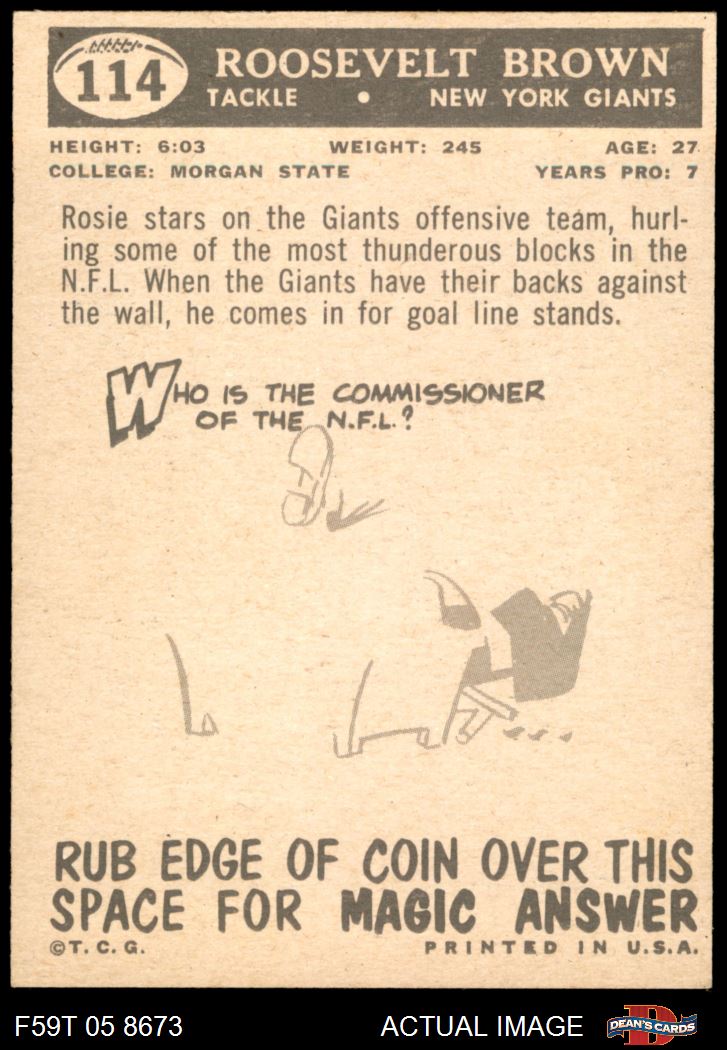 114
ROOSEVELT BROWN
TACKLE • NEW YORK GIANTS
HEIGHT: 6:03 WEIGHT: 245 AGE: 27
COLLEGE: MORGAN STATE YEARS PRO: 7
Rosie stars on the Giants offensive team, hurl-
ing some of the most thunderous blocks in the
N.F.L. When the Giants have their backs against
the wall, he comes in for goal line stands.
WHO IS THE COMMISSIONER
OF THE N.F.L.?
RUB EDGE OF COIN OVER THIS
SPACE FOR MAGIC ANSWER
©T. C. G. PRINTED IN U.S.A.
F59T 05 8673 ACTUAL IMAGE D DEAN'S CARDS